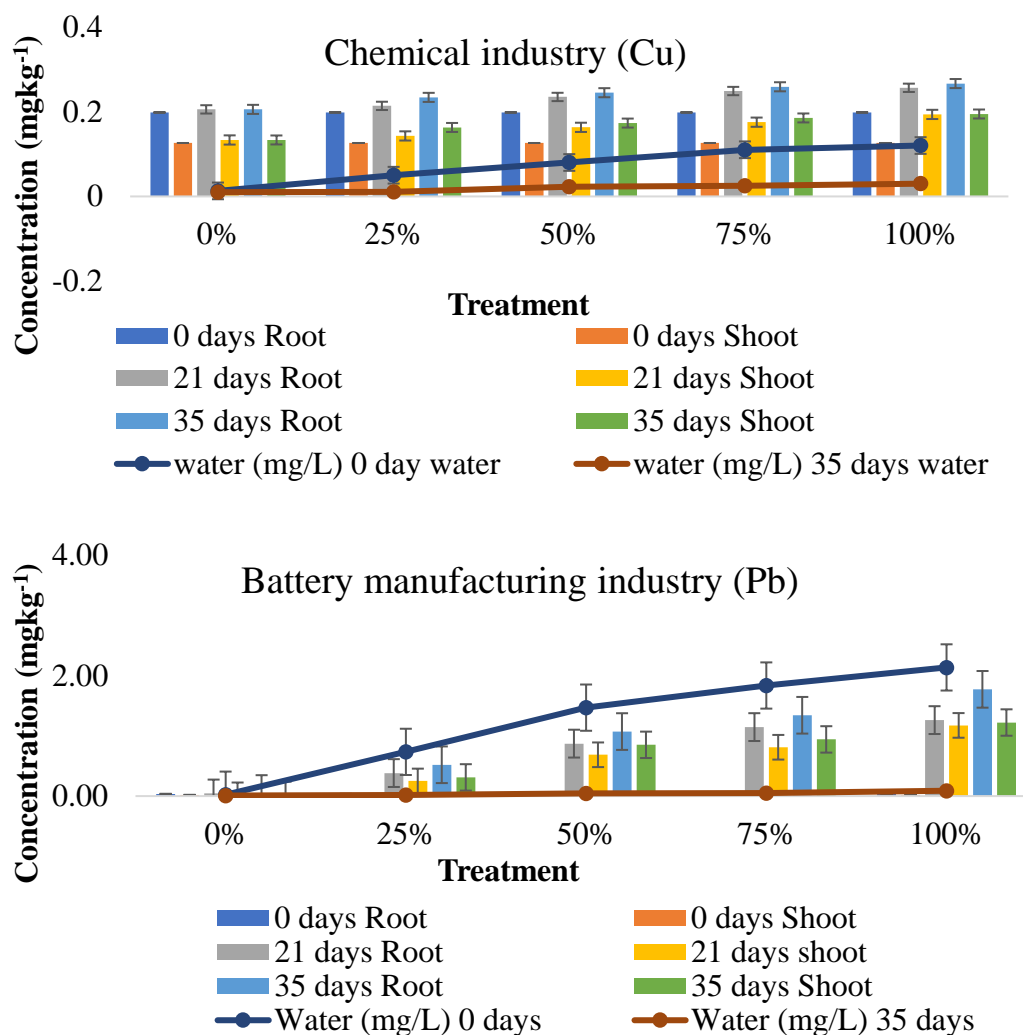 Chemical industry (Cu)
Concentration (mgkg-1)
0.4
0.2
0
-0.2
0% 25% 50% 75% 100%
Treatment
0 days Root 0 days Shoot
21 days Root 21 days Shoot
35 days Root 35 days Shoot
water (mg/L) 0 day water water (mg/L) 35 days water
Battery manufacturing industry (Pb)
Concentration (mgkg-1)
4.00
2.00
0.00
0% 25% 50% 75% 100%
Treatment
0 days Root 0 days Shoot
21 days Root 21 days shoot
35 days Root 35 days Shoot
Water (mg/L) 0 days Water (mg/L) 35 days